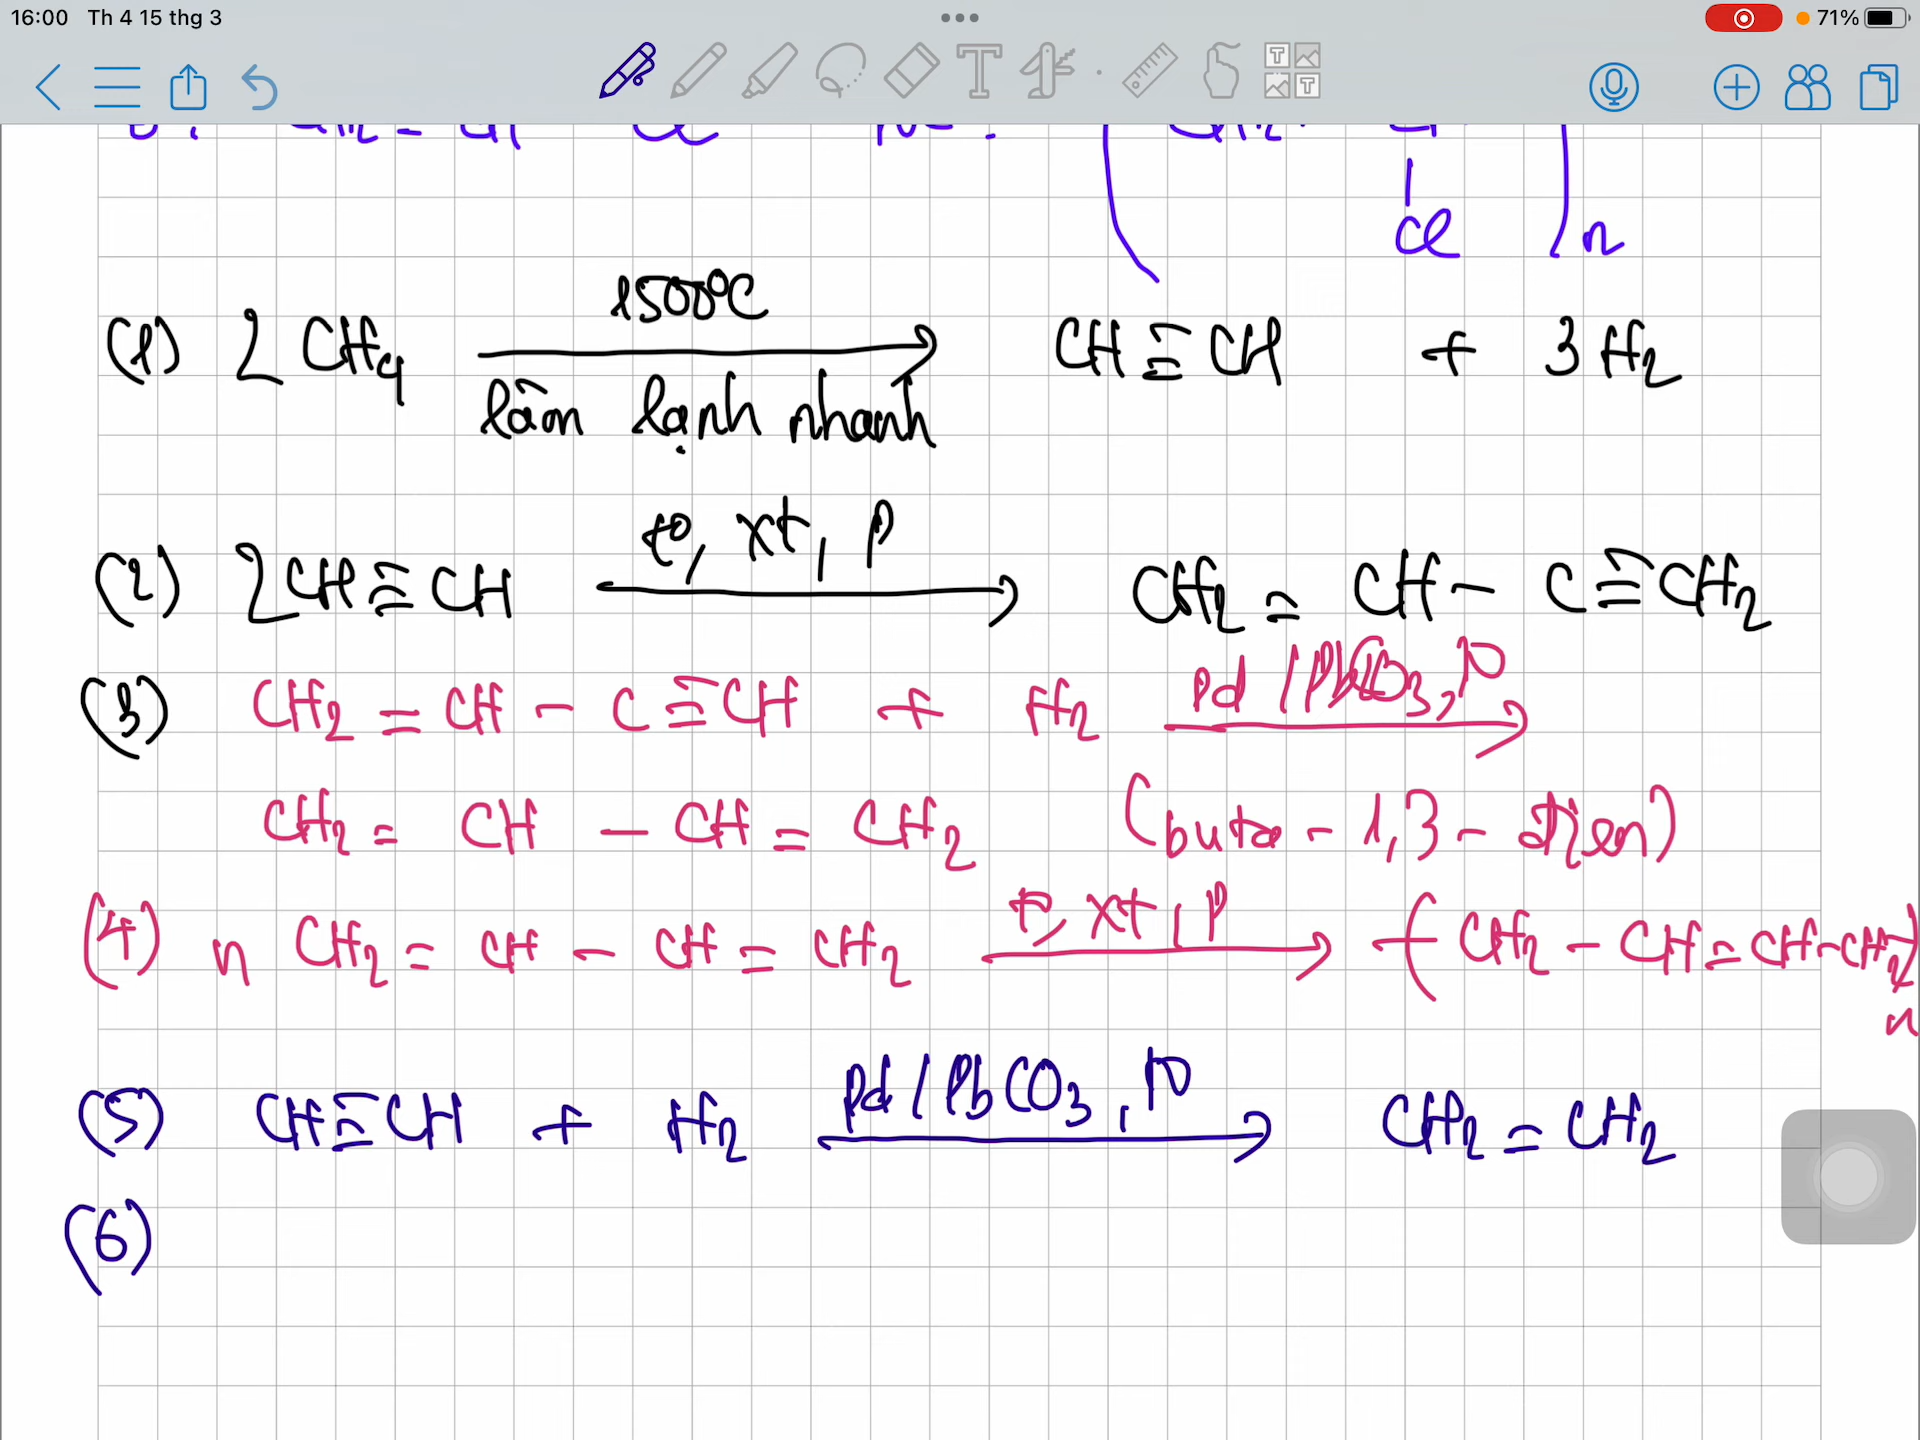 16:00 Th 4 15 thg 3 71%
Cl n
(1) 2 CH4 1500°C làm lạnh nhanh CH≡CH + 3 H2
(2) 2CH≡CH t°, xt, p CH2 = CH - C≡CH2
(3) CH2 = CH - C≡CH + H2 Pd / PbCO3, t°
CH2 = CH - CH = CH2 (buta - 1,3 - đien)
(4) n CH2 = CH - CH = CH2 t°, xt, p ( CH2 - CH = CH - CH2 ) n
(5) CH≡CH + H2 Pd / PbCO3, t° CH2 = CH2
(6)